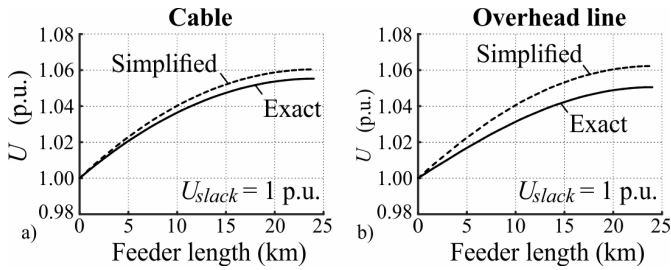 Cable
U (p.u.)
1.08
1.06
1.04
1.02
1.00
0.98
Simplified
Exact
Uslack = 1 p.u.
0 5 10 15 20 25
a)
Feeder length (km)
Overhead line
U (p.u.)
1.08
1.06
1.04
1.02
1.00
0.98
Simplified
Exact
Uslack = 1 p.u.
0 5 10 15 20 25
b)
Feeder length (km)